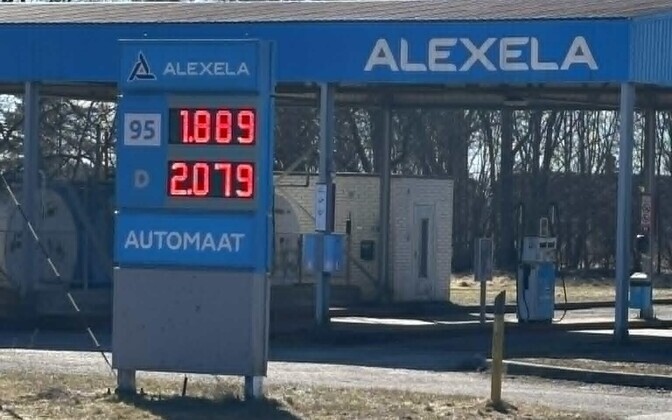 ALEXELA
ALEXELA
95 1.889
D 2.079
AUTOMAAT